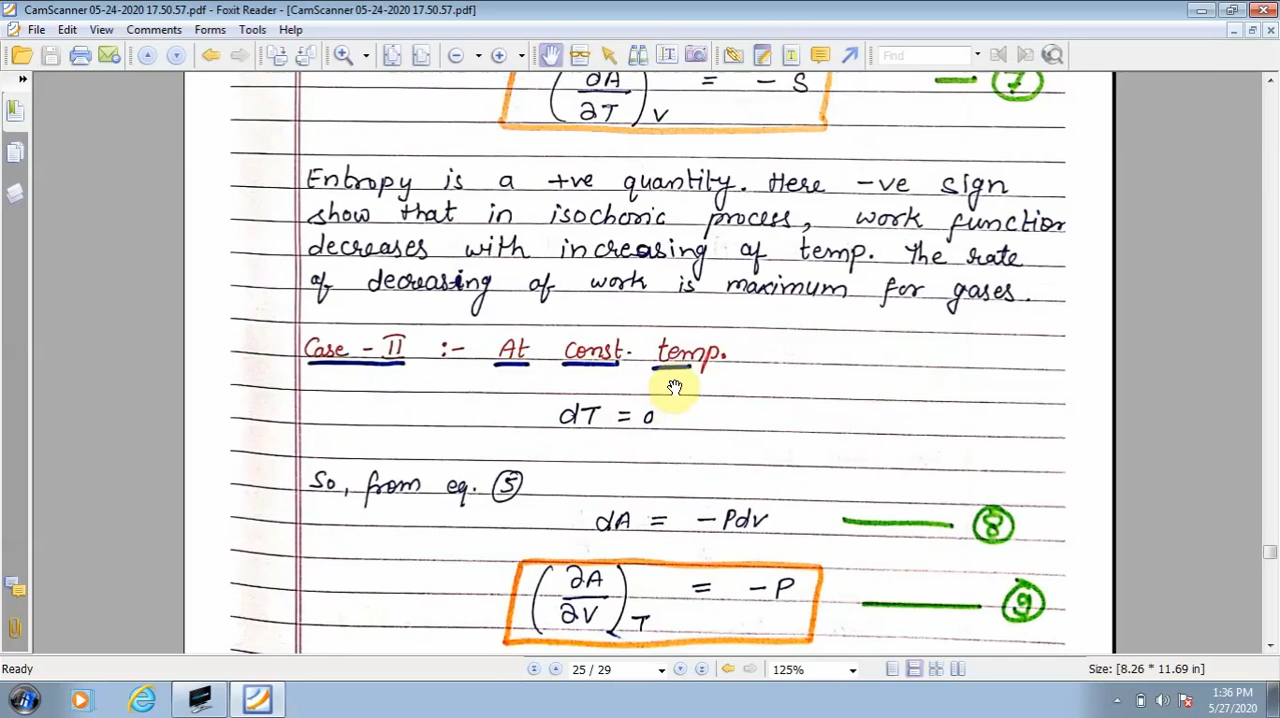 CamScanner 05-24-2020 17.50.57.pdf - Foxit Reader - [CamScanner 05-24-2020 17.50.57.pdf]
File Edit View Comments Forms Tools Help
Find
(∂A/∂T)V = - S — 7
Entropy is a +ve quantity. Here -ve sign
show that in isochoric process, work function
decreases with increasing of temp. The rate
of decreasing of work is maximum for gases.
Case - II :- At const. temp.
dT = 0
So, from eq. 5
dA = - Pdv — 8
(∂A/∂V)T = - P — 9
Ready 25 / 29 125% Size: [8.26 * 11.69 in]
1:36 PM
5/27/2020